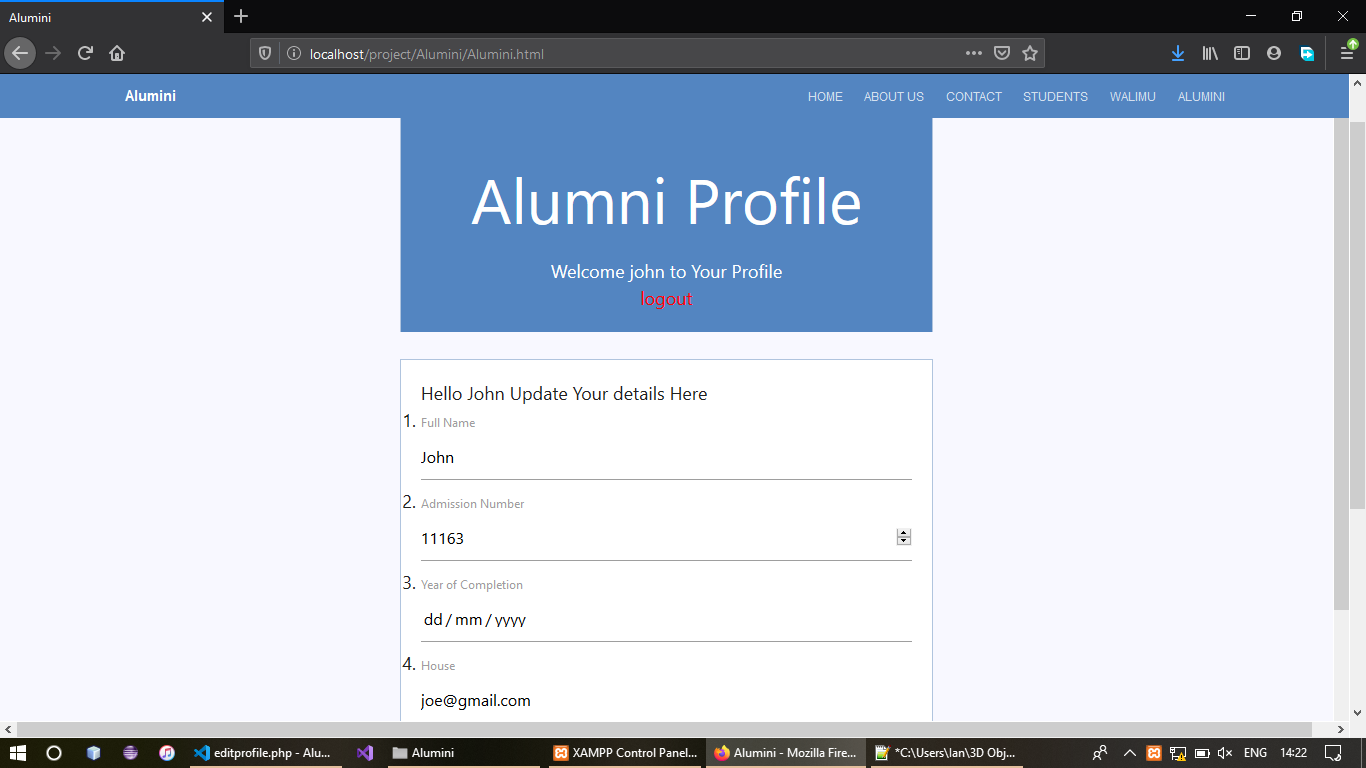 Alumini
localhost/project/Alumini/Alumini.html
Alumini
HOME ABOUT US CONTACT STUDENTS WALIMU ALUMINI
Alumni Profile
Welcome john to Your Profile
logout
Hello John Update Your details Here
1. Full Name
John
2. Admission Number
11163
3. Year of Completion
dd / mm / yyyy
4. House
joe@gmail.com
editprofile.php - Alu... Alumini XAMPP Control Panel... Alumini - Mozilla Fire... *C:\Users\Ian\3D Obj... ENG 14:22